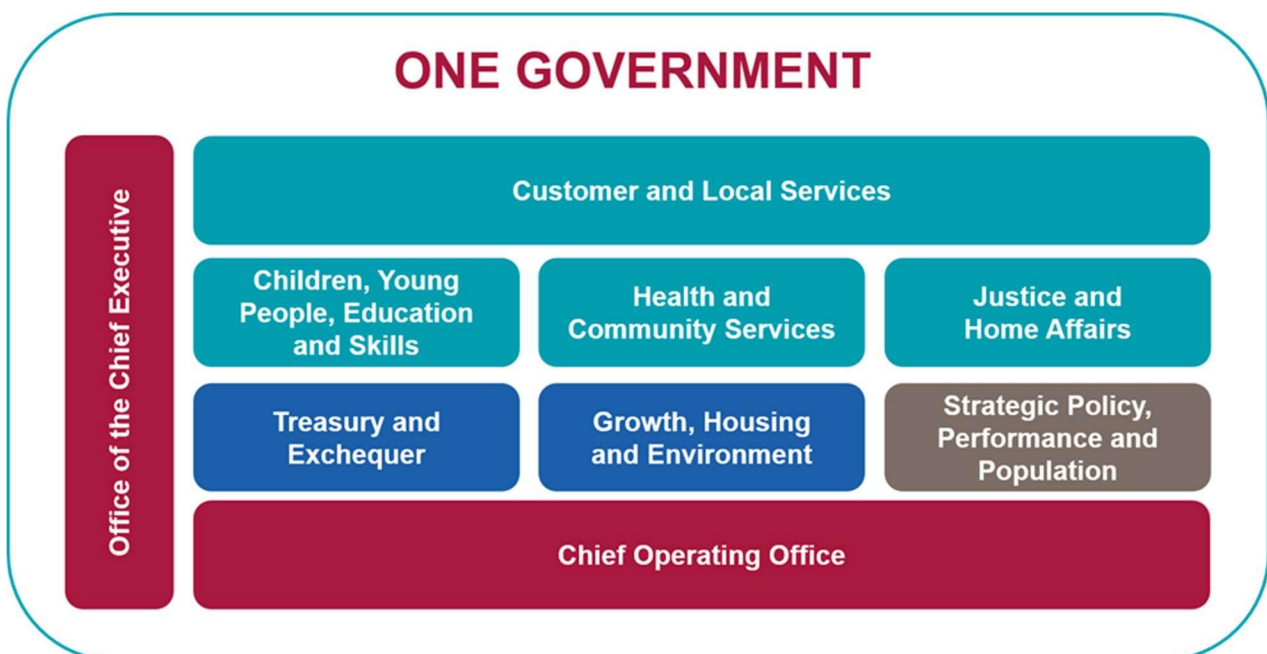 ONE GOVERNMENT
Office of the Chief Executive
Customer and Local Services
Children, Young
People, Education
and Skills
Health and
Community Services
Justice and
Home Affairs
Treasury and
Exchequer
Growth, Housing
and Environment
Strategic Policy,
Performance and
Population
Chief Operating Office